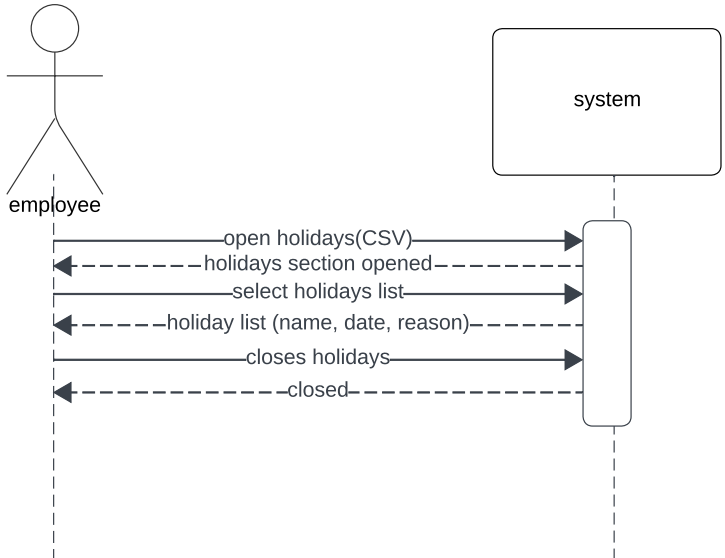 system
employee
open holidays(CSV)
holidays section opened
select holidays list
holiday list (name, date, reason)
closes holidays
closed